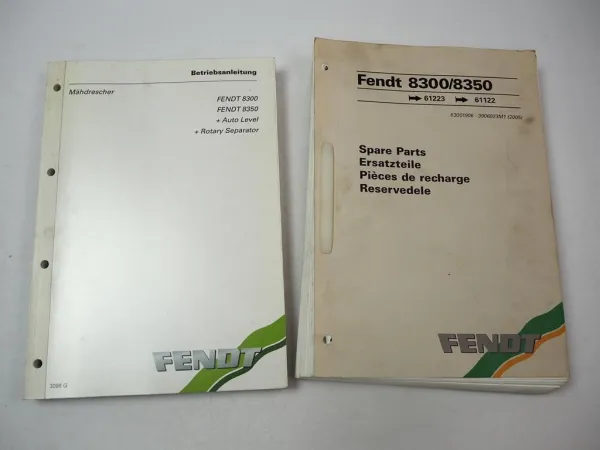 Betriebsanleitung
Mähdrescher
FENDT 8300
FENDT 8350
+ Auto Level
+ Rotary Separator
FENDT
Fendt 8300/8350
61223 61122
Spare Parts
Ersatzteile
Pièces de recharge
Reservedele
FENDT